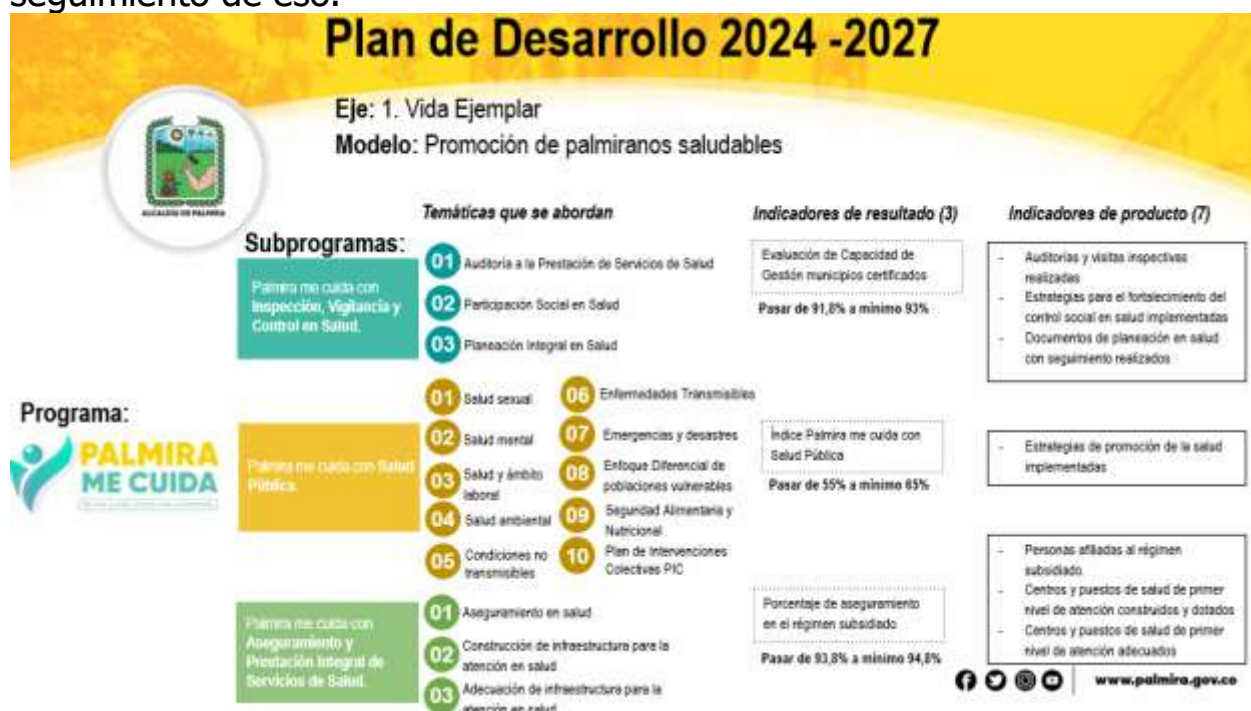 seguimiento de eso.
Plan de Desarrollo 2024 -2027
Eje: 1. Vida Ejemplar
Modelo: Promoción de palmiranos saludables
ALCALDÍA DE PALMIRA
Temáticas que se abordan
Indicadores de resultado (3)
Indicadores de producto (7)
Subprogramas:
Palmira me cuida con
Inspección, Vigilancia y
Control en Salud.
01 Auditoría a la Prestación de Servicios de Salud
02 Participación Social en Salud
03 Planeación Integral en Salud
Evaluación de Capacidad de
Gestión municipios certificados
Pasar de 91,8% a mínimo 93%
- Auditorías y visitas inspectivas
realizadas
- Estrategias para el fortalecimiento del
control social en salud implementadas
- Documentos de planeación en salud
con seguimiento realizados
Programa:
PALMIRA
ME CUIDA
Palmira me cuida con Salud
Pública.
01 Salud sexual
02 Salud mental
03 Salud y ámbito
laboral
04 Salud ambiental
05 Condiciones no
transmisibles
06 Enfermedades Transmisibles
07 Emergencias y desastres
08 Enfoque Diferencial de
poblaciones vulnerables
09 Seguridad Alimentaria y
Nutricional
10 Plan de Intervenciones
Colectivas PIC
Índice Palmira me cuida con
Salud Pública
Pasar de 55% a mínimo 65%
- Estrategias de promoción de la salud
implementadas
Palmira me cuida con
Aseguramiento y
Prestación Integral de
Servicios de Salud.
01 Aseguramiento en salud
02 Construcción de infraestructura para la
atención en salud
03 Adecuación de infraestructura para la
atención en salud
Porcentaje de aseguramiento
en el régimen subsidiado
Pasar de 93,8% a mínimo 94,8%
- Personas afiliadas al régimen
subsidiado
- Centros y puestos de salud de primer
nivel de atención construidos y dotados
- Centros y puestos de salud de primer
nivel de atención adecuados
www.palmira.gov.co